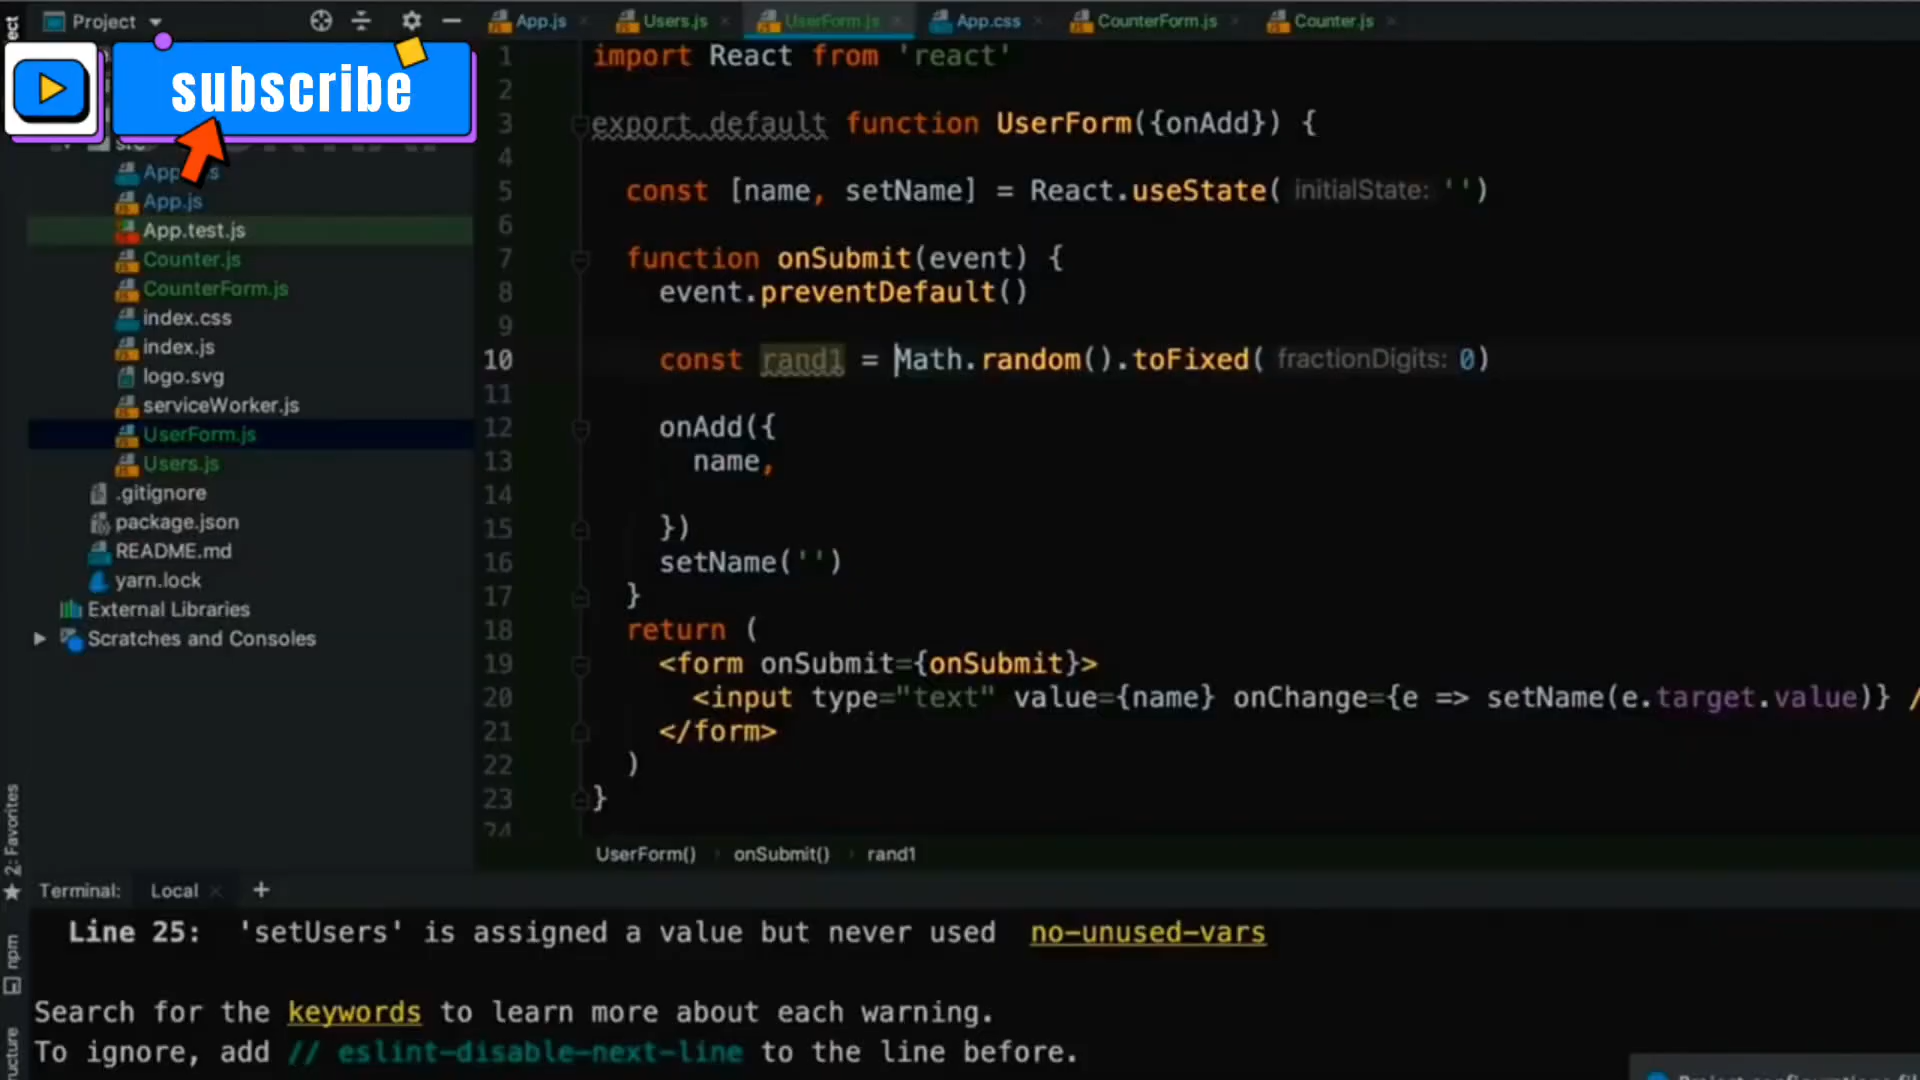 Project
App.js
Users.js
UserForm.js
App.css
CounterForm.js
Counter.js
subscribe
src
App
App.js
App.test.js
Counter.js
CounterForm.js
index.css
index.js
logo.svg
serviceWorker.js
UserForm.js
Users.js
.gitignore
package.json
README.md
yarn.lock
External Libraries
Scratches and Consoles
2: Favorites
npm
1 import React from 'react'
2
3 export default function UserForm({onAdd}) {
4
5 const [name, setName] = React.useState( initialState: '')
6
7 function onSubmit(event) {
8 event.preventDefault()
9
10 const rand1 = Math.random().toFixed( fractionDigits: 0)
11
12 onAdd({
13 name,
14
15 })
16 setName('')
17 }
18 return (
19 <form onSubmit={onSubmit}>
20 <input type="text" value={name} onChange={e => setName(e.target.value)} /
21 </form>
22 )
23 }
24
UserForm() onSubmit() rand1
Terminal: Local +
Line 25: 'setUsers' is assigned a value but never used no-unused-vars
Search for the keywords to learn more about each warning.
To ignore, add // eslint-disable-next-line to the line before.